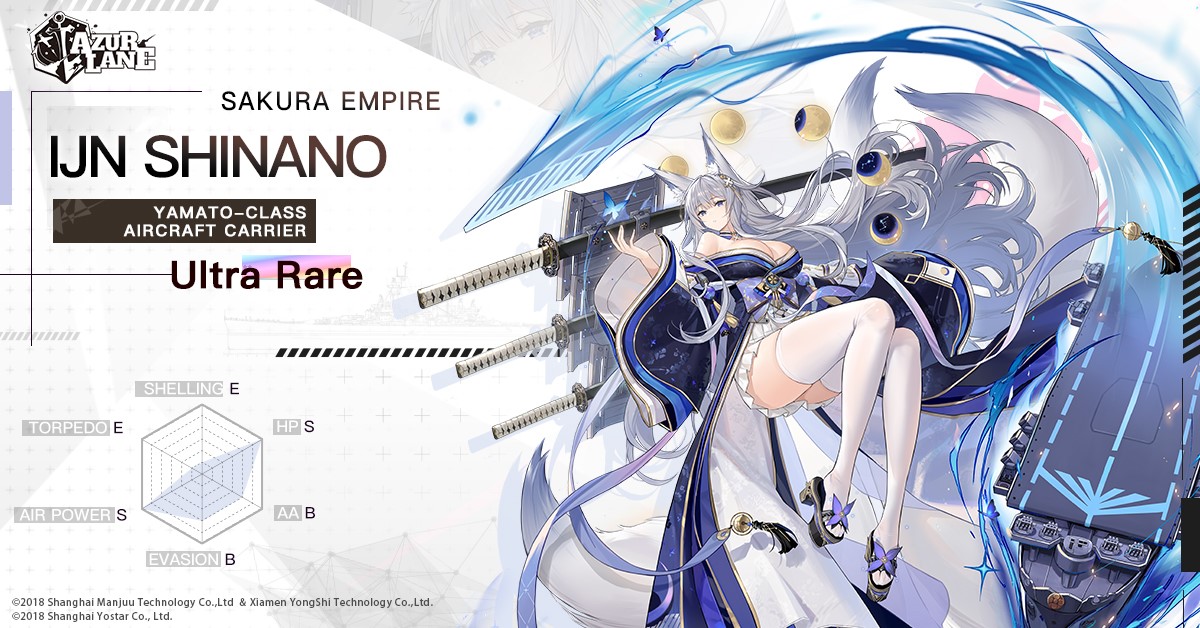 AZUR
LANE
SAKURA EMPIRE
IJN SHINANO
YAMATO-CLASS
AIRCRAFT CARRIER
Ultra Rare
SHELLING E
TORPEDO E
HP S
AIR POWER S
AA B
EVASION B
©2018 Shanghai Manjuu Technology Co.,Ltd & Xiamen YongShi Technology Co.,Ltd.
©2018 Shanghai Yostar Co., Ltd.